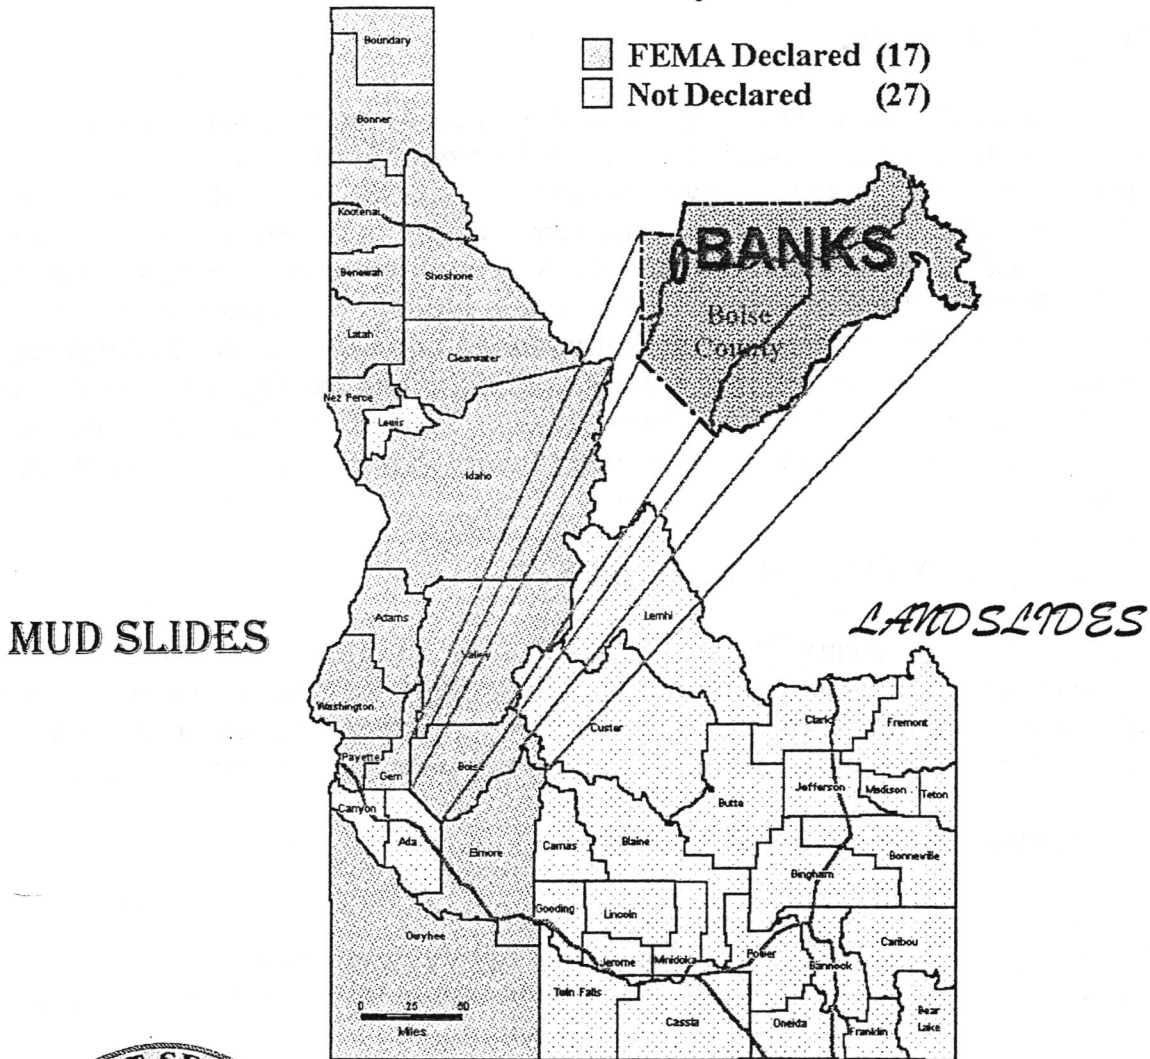 FEMA Declared (17)
Not Declared (27)
Boundary
Bonner
Kootenai
Benewah
Shoshone
Latah
Clearwater
Nez Perce
Lewis
Idaho
BANKS
Boise
County
MUD SLIDES
LANDSLIDES
Adams
Valley
Lemhi
Washington
Custer
Clark
Fremont
Payette
Gem
Boise
Butte
Jefferson
Madison
Teton
Canyon
Ada
Elmore
Camas
Blaine
Bingham
Bonneville
Gooding
Lincoln
Owyhee
Jerome
Minidoka
Power
Bannock
Caribou
Twin Falls
Cassia
Oneida
Franklin
Bear
Lake
0 25 50
Miles